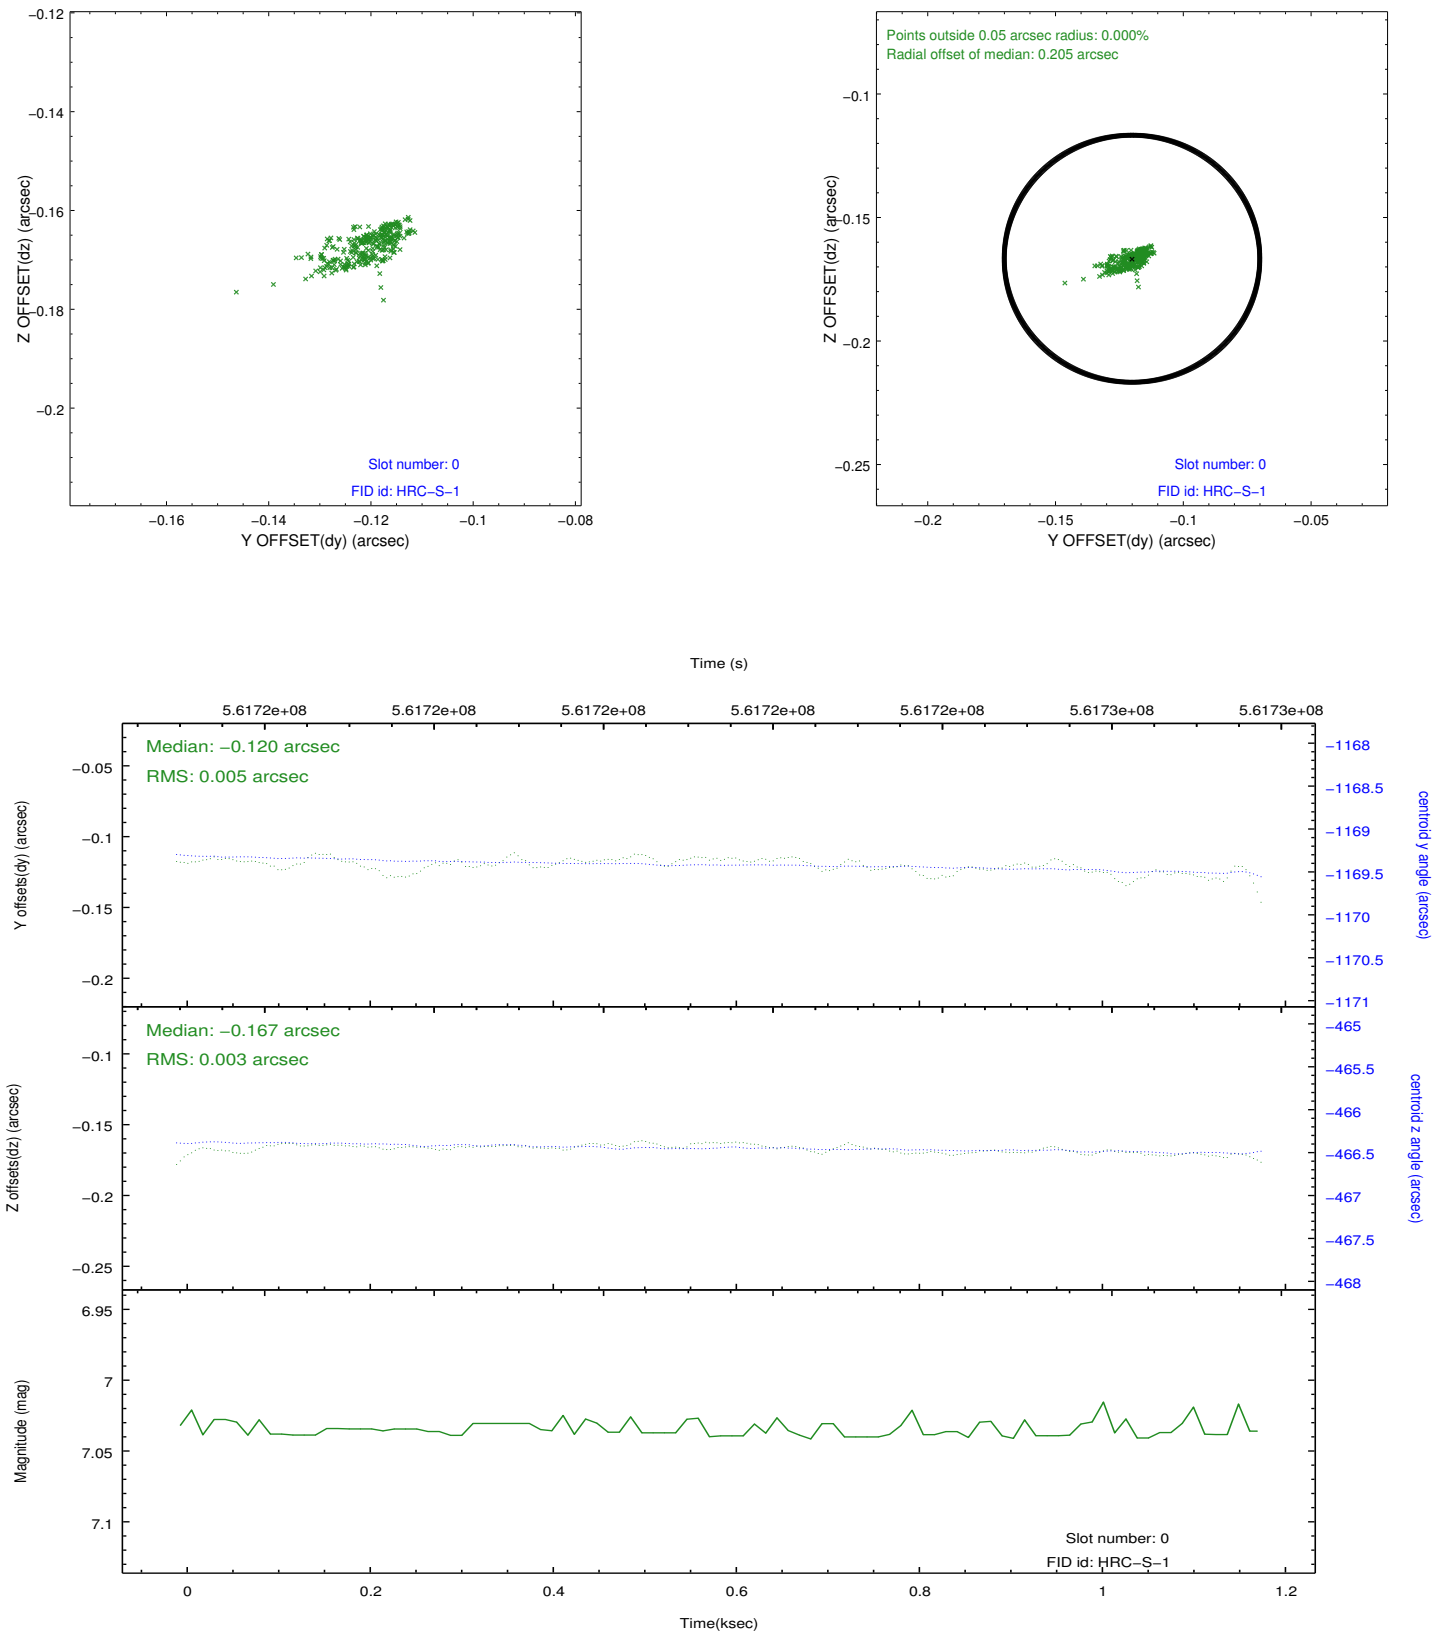 −0.12
−0.14
−0.16
−0.18
−0.2
Z OFFSET(dz) (arcsec)
Slot number: 0
FID id: HRC−S−1
−0.16
−0.14
−0.12
−0.1
−0.08
Y OFFSET(dy) (arcsec)
Points outside 0.05 arcsec radius: 0.000%
Radial offset of median: 0.205 arcsec
−0.1
−0.15
−0.2
−0.25
Z OFFSET(dz) (arcsec)
Slot number: 0
FID id: HRC−S−1
−0.2
−0.15
−0.1
−0.05
Y OFFSET(dy) (arcsec)
Time (s)
5.6172e+08
5.6172e+08
5.6172e+08
5.6172e+08
5.6172e+08
5.6173e+08
5.6173e+08
Median: −0.120 arcsec
RMS: 0.005 arcsec
−0.05
−0.1
−0.15
−0.2
Y offsets(dy) (arcsec)
−1168
−1168.5
−1169
−1169.5
−1170
−1170.5
−1171
centroid y angle (arcsec)
Median: −0.167 arcsec
RMS: 0.003 arcsec
−0.1
−0.15
−0.2
−0.25
Z offsets(dz) (arcsec)
−465
−465.5
−466
−466.5
−467
−467.5
−468
centroid z angle (arcsec)
6.95
7
7.05
7.1
Magnitude (mag)
Slot number: 0
FID id: HRC−S−1
0
0.2
0.4
0.6
0.8
1
1.2
Time(ksec)